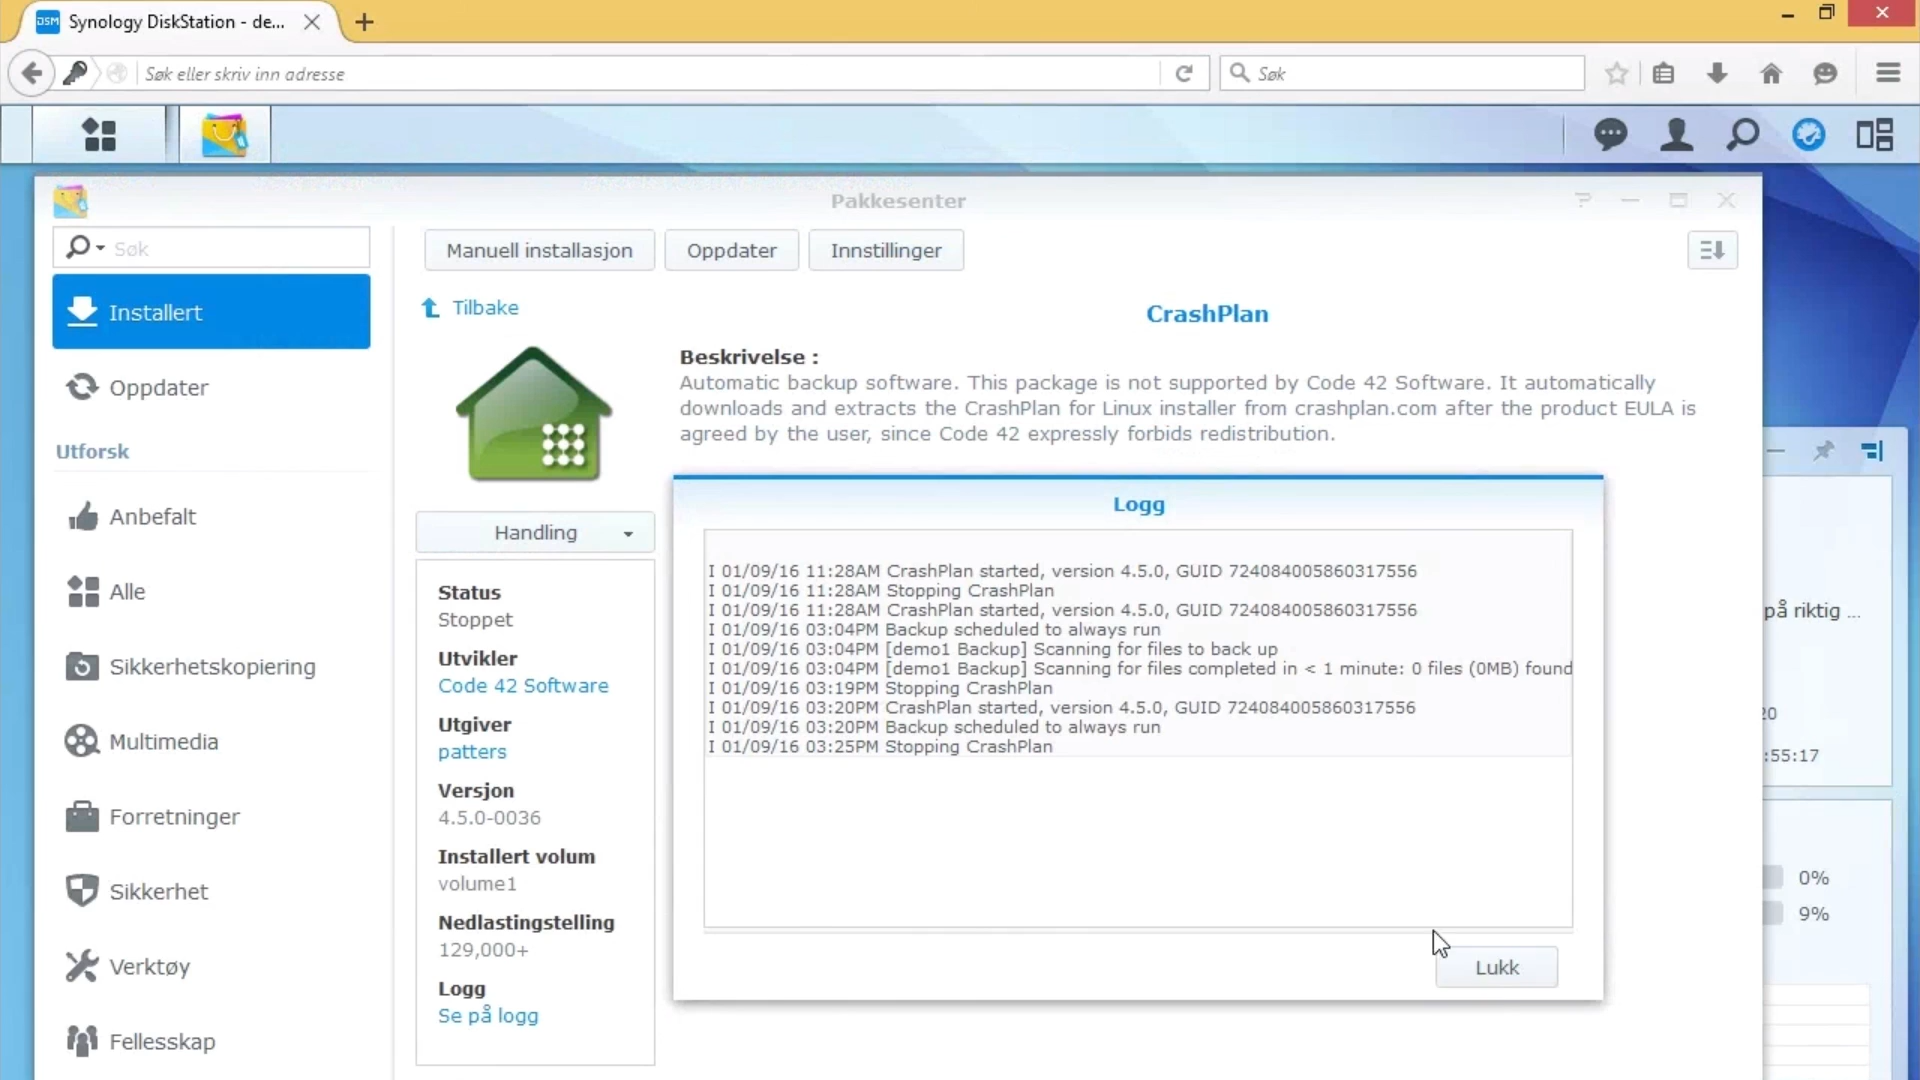 DSM Synology DiskStation - de...
Søk eller skriv inn adresse
Søk
Pakkesenter
Søk
Manuell installasjon
Oppdater
Innstillinger
Installert
Oppdater
Utforsk
Anbefalt
Alle
Sikkerhetskopiering
Multimedia
Forretninger
Sikkerhet
Verktøy
Fellesskap
Tilbake
CrashPlan
Beskrivelse :
Automatic backup software. This package is not supported by Code 42 Software. It automatically
downloads and extracts the CrashPlan for Linux installer from crashplan.com after the product EULA is
agreed by the user, since Code 42 expressly forbids redistribution.
Handling
Status
Stoppet
Utvikler
Code 42 Software
Utgiver
patters
Versjon
4.5.0-0036
Installert volum
volume1
Nedlastingstelling
129,000+
Logg
Se på logg
Logg
I 01/09/16 11:28AM CrashPlan started, version 4.5.0, GUID 724084005860317556
I 01/09/16 11:28AM Stopping CrashPlan
I 01/09/16 11:28AM CrashPlan started, version 4.5.0, GUID 724084005860317556
I 01/09/16 03:04PM Backup scheduled to always run
I 01/09/16 03:04PM [demo1 Backup] Scanning for files to back up
I 01/09/16 03:04PM [demo1 Backup] Scanning for files completed in < 1 minute: 0 files (0MB) found
I 01/09/16 03:19PM Stopping CrashPlan
I 01/09/16 03:20PM CrashPlan started, version 4.5.0, GUID 724084005860317556
I 01/09/16 03:20PM Backup scheduled to always run
I 01/09/16 03:25PM Stopping CrashPlan
Lukk
på riktig ...
20
:55:17
0%
9%